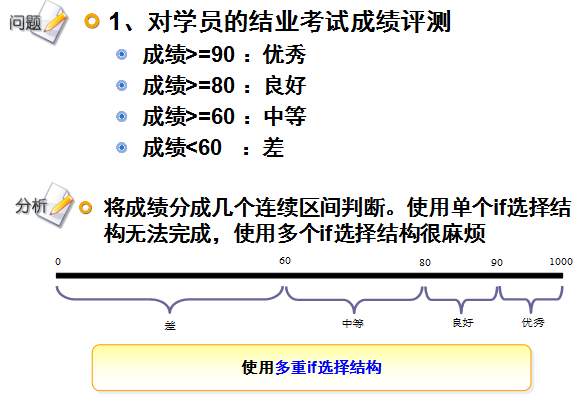 问题
1、对学员的结业考试成绩评测
成绩>=90 ：优秀
成绩>=80 ：良好
成绩>=60 ：中等
成绩<60 ：差
分析
将成绩分成几个连续区间判断。使用单个if选择结
构无法完成，使用多个if选择结构很麻烦
0 60 80 90 1000
差 中等 良好 优秀
使用多重if选择结构